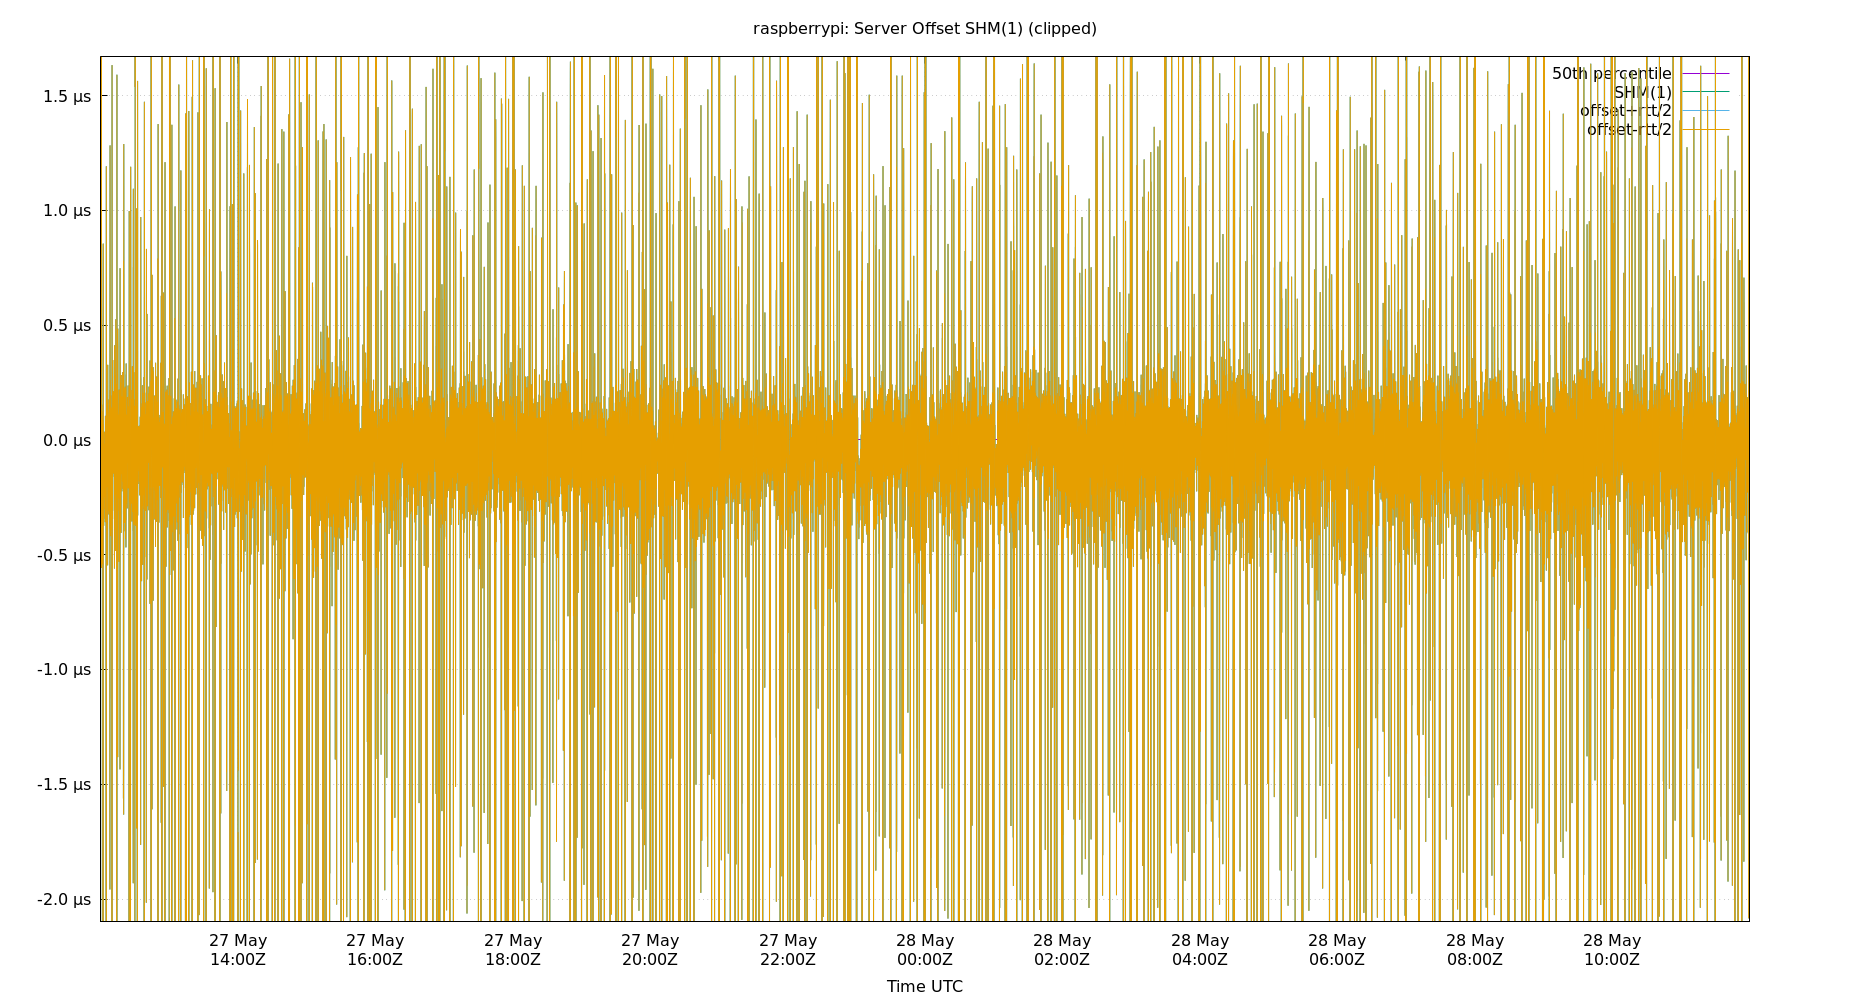 raspberrypi: Server Offset SHM(1) (clipped)
50th percentile
SHM(1)
offset+rtt/2
offset-rtt/2
1.5 µs
1.0 µs
0.5 µs
0.0 µs
-0.5 µs
-1.0 µs
-1.5 µs
-2.0 µs
27 May 27 May 27 May 27 May 27 May 28 May 28 May 28 May 28 May 28 May 28 May
14:00Z 16:00Z 18:00Z 20:00Z 22:00Z 00:00Z 02:00Z 04:00Z 06:00Z 08:00Z 10:00Z
Time UTC